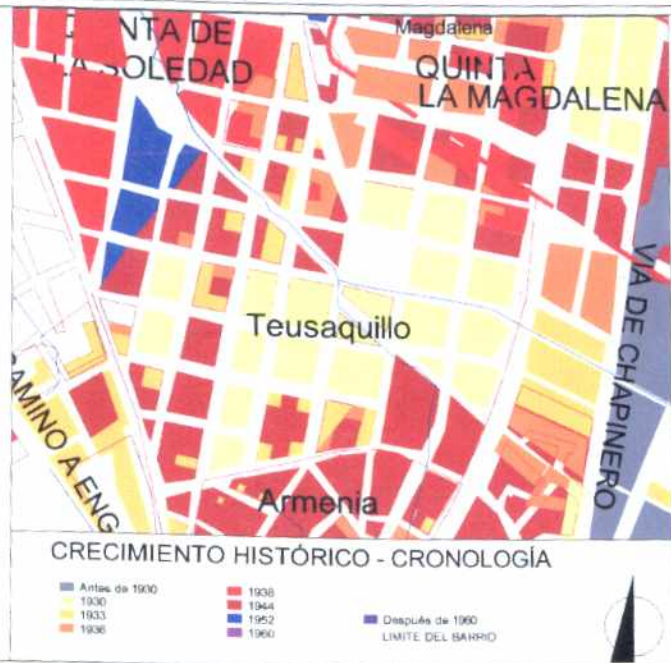 NTA DE
LA SOLEDAD
Magdalena
QUINTA
LA MAGDALENA
VIA DE CHAPINERO
Teusaquillo
CAMINO A ENG
Armenia
CRECIMIENTO HISTÓRICO - CRONOLOGÍA
Antes de 1930
1930
1933
1936
1938
1944
1952
1960
Después de 1960
LIMITE DEL BARRIO